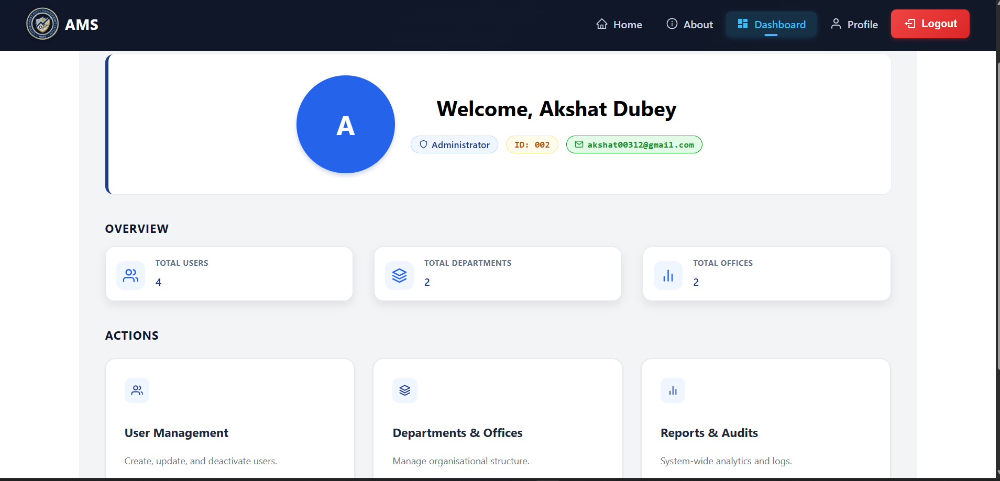 AMS
Home
About
Dashboard
Profile
Logout
A
Welcome, Akshat Dubey
Administrator
ID: 002
akshat00312@gmail.com
OVERVIEW
TOTAL USERS
4
TOTAL DEPARTMENTS
2
TOTAL OFFICES
2
ACTIONS
User Management
Create, update, and deactivate users.
Departments & Offices
Manage organisational structure.
Reports & Audits
System-wide analytics and logs.